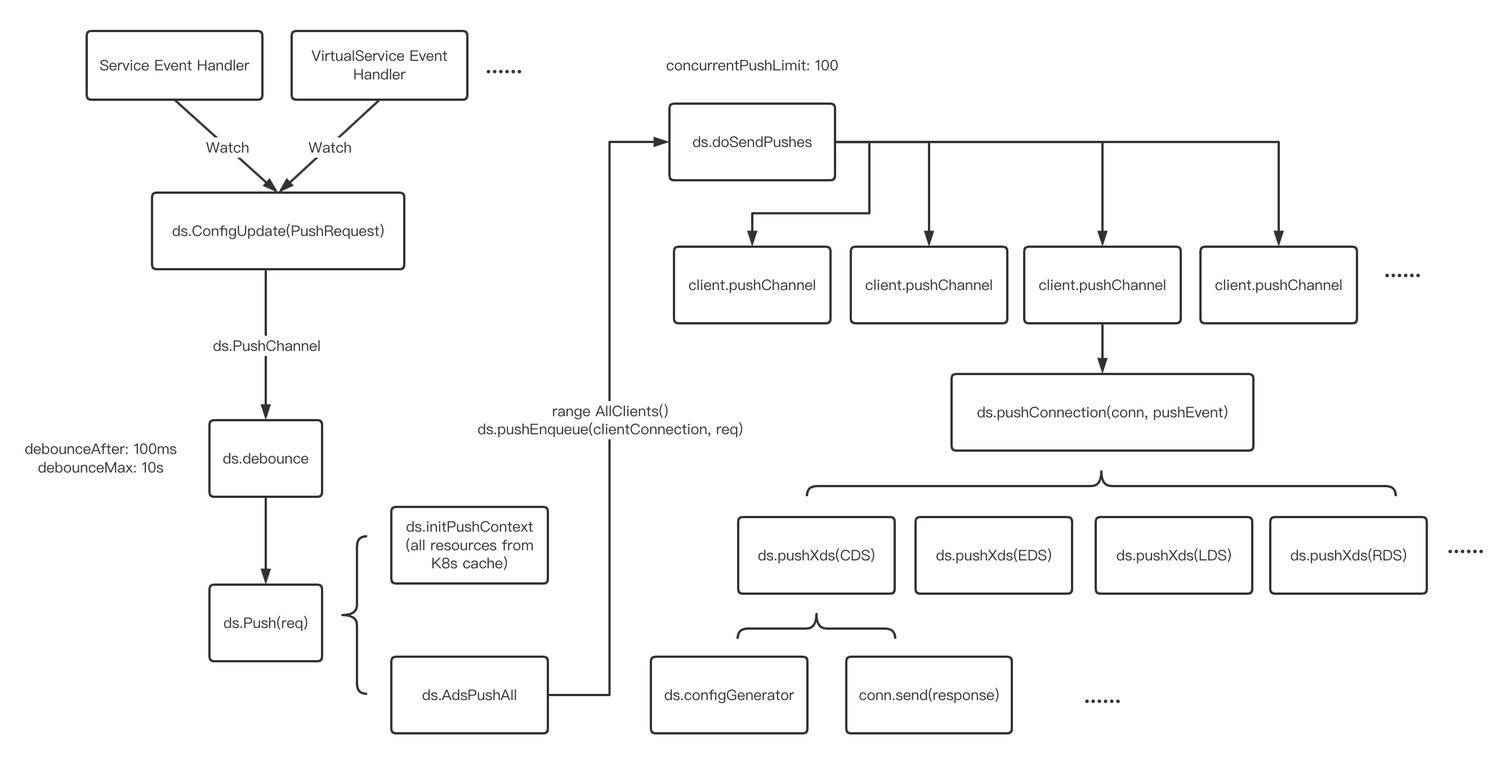 Service Event Handler
VirtualService Event
Handler
......
Watch
Watch
ds.ConfigUpdate(PushRequest)
ds.PushChannel
debounceAfter: 100ms
debounceMax: 10s
ds.debounce
ds.Push(req)
ds.initPushContext
(all resources from
K8s cache)
ds.AdsPushAll
range AllClients()
ds.pushEnqueue(clientConnection, req)
concurrentPushLimit: 100
ds.doSendPushes
client.pushChannel
client.pushChannel
client.pushChannel
client.pushChannel
......
ds.pushConnection(conn, pushEvent)
ds.pushXds(CDS)
ds.pushXds(EDS)
ds.pushXds(LDS)
ds.pushXds(RDS)
......
ds.configGenerator
conn.send(response)
......